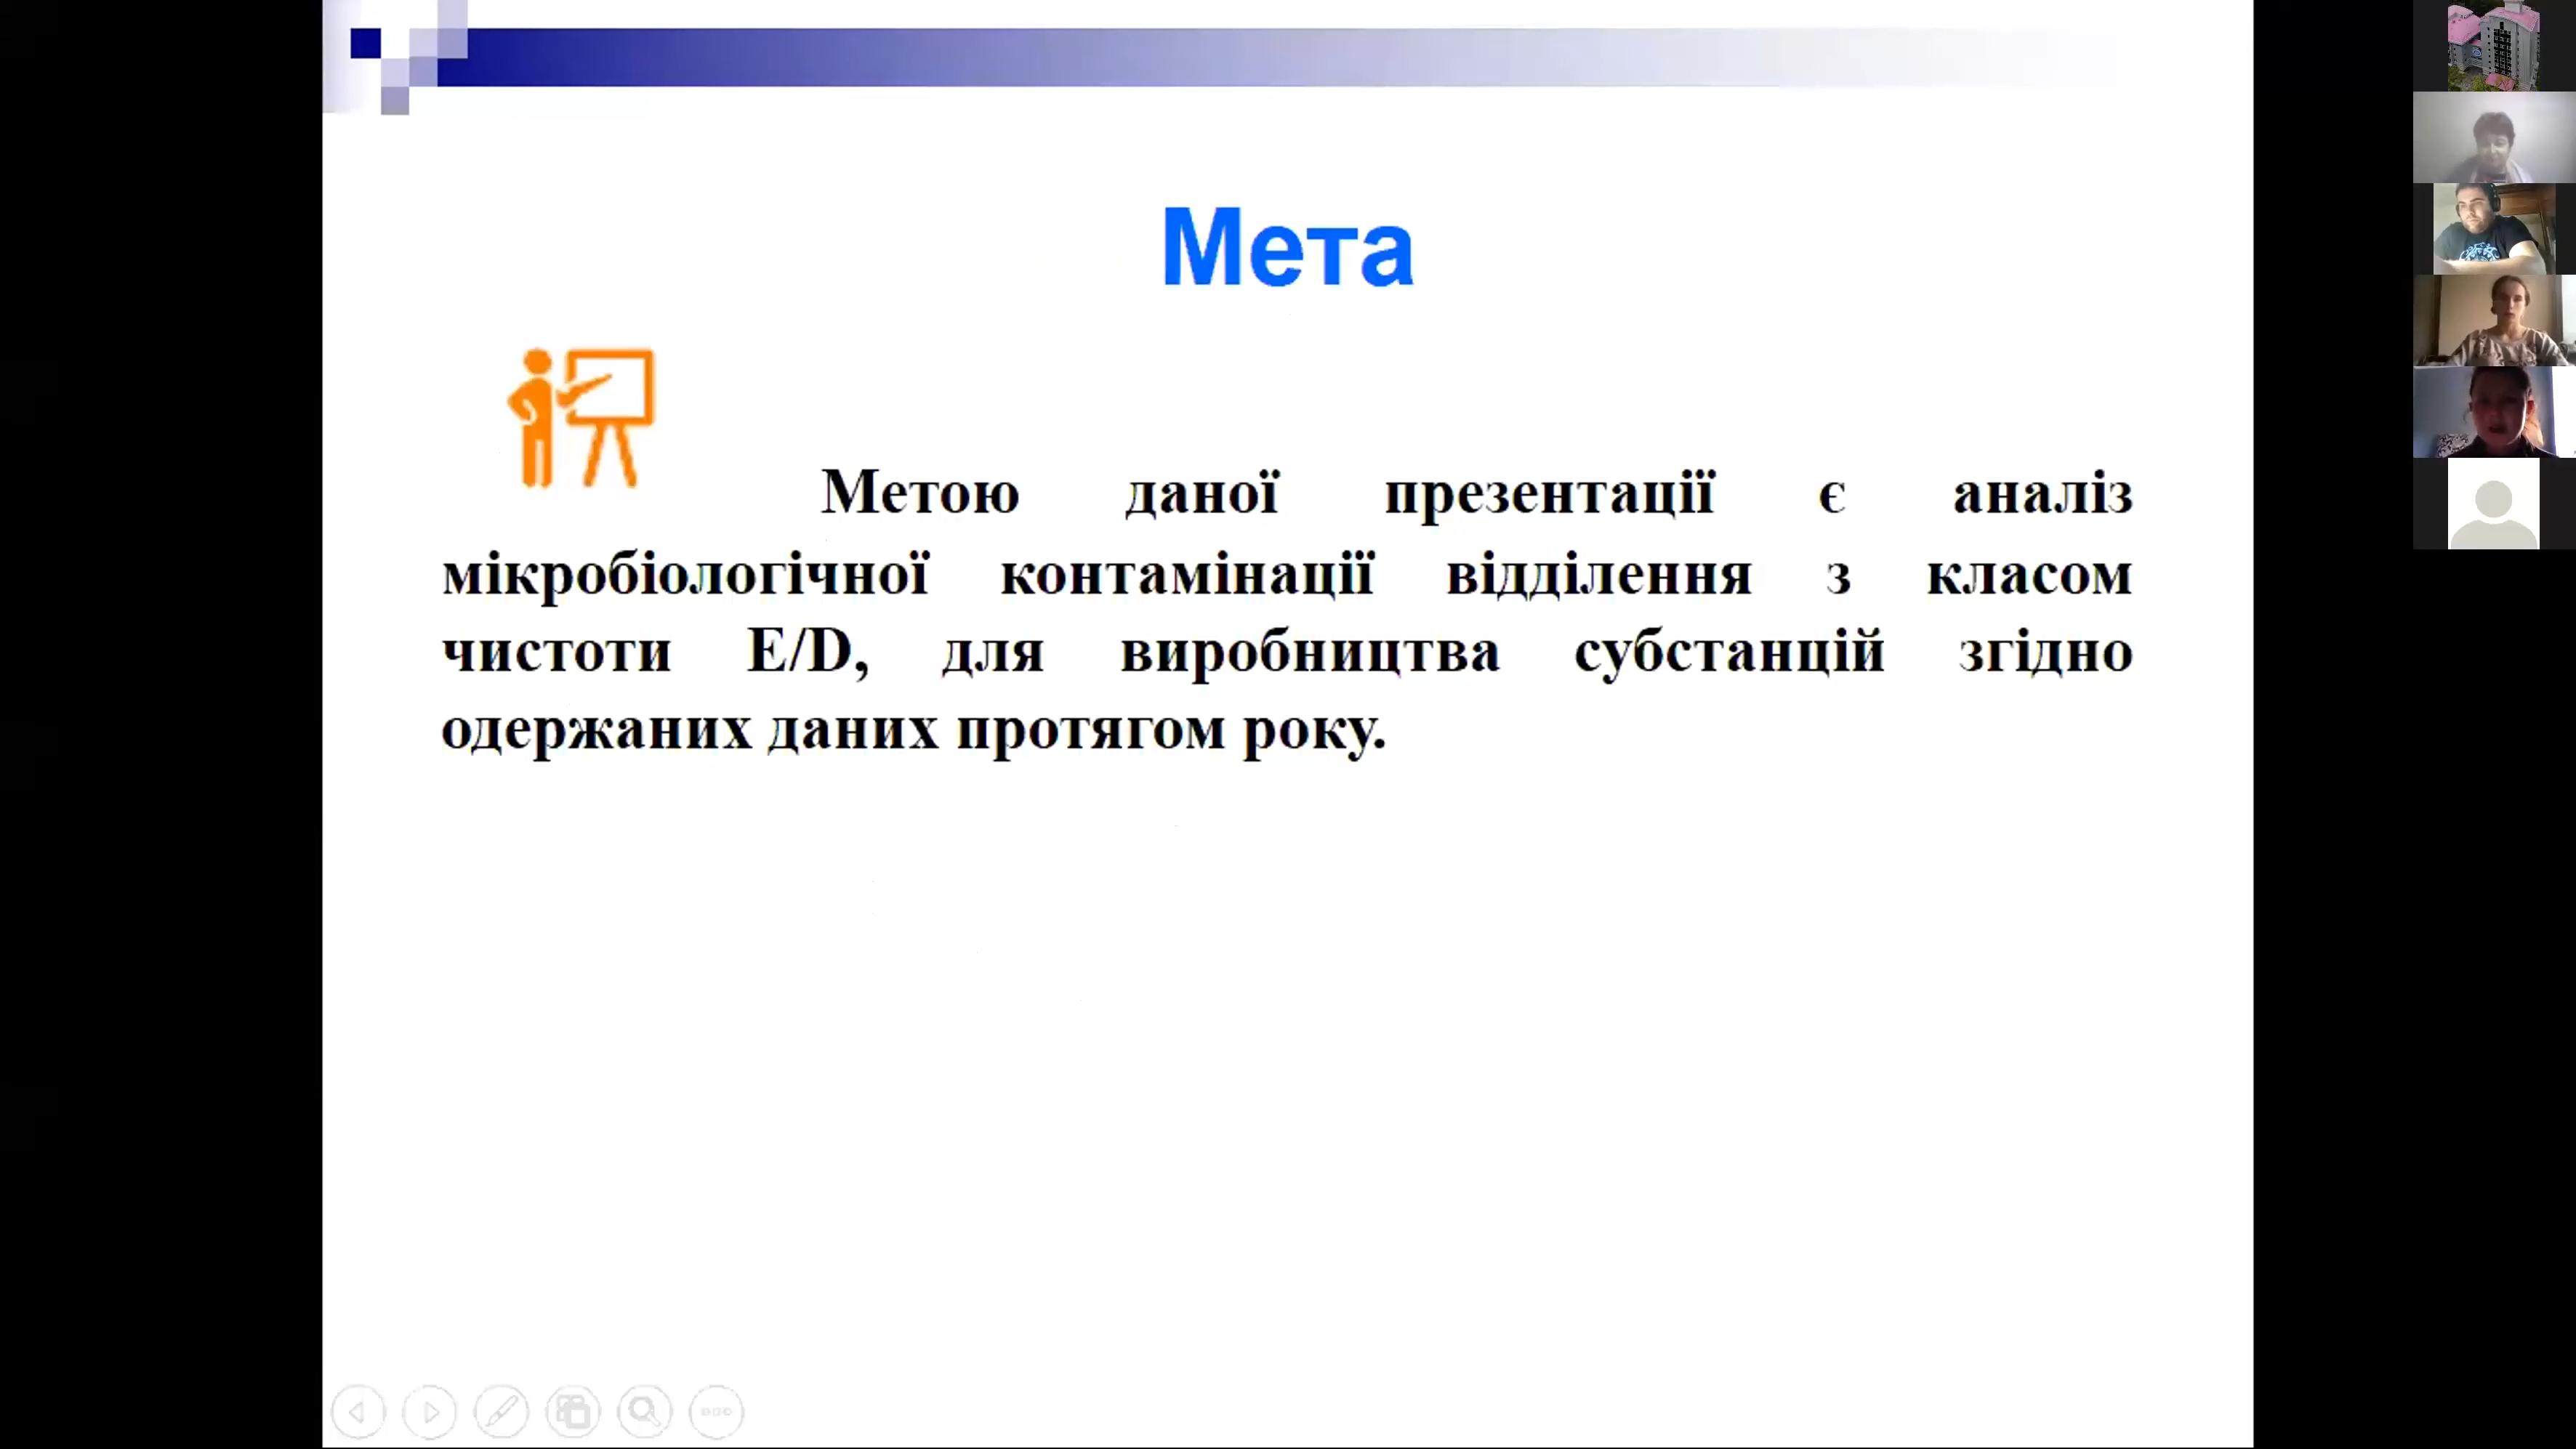 Мета
Метою даної презентації є аналіз
мікробіологічної контамінації відділення з класом
чистоти E/D, для виробництва субстанцій згідно
одержаних даних протягом року.